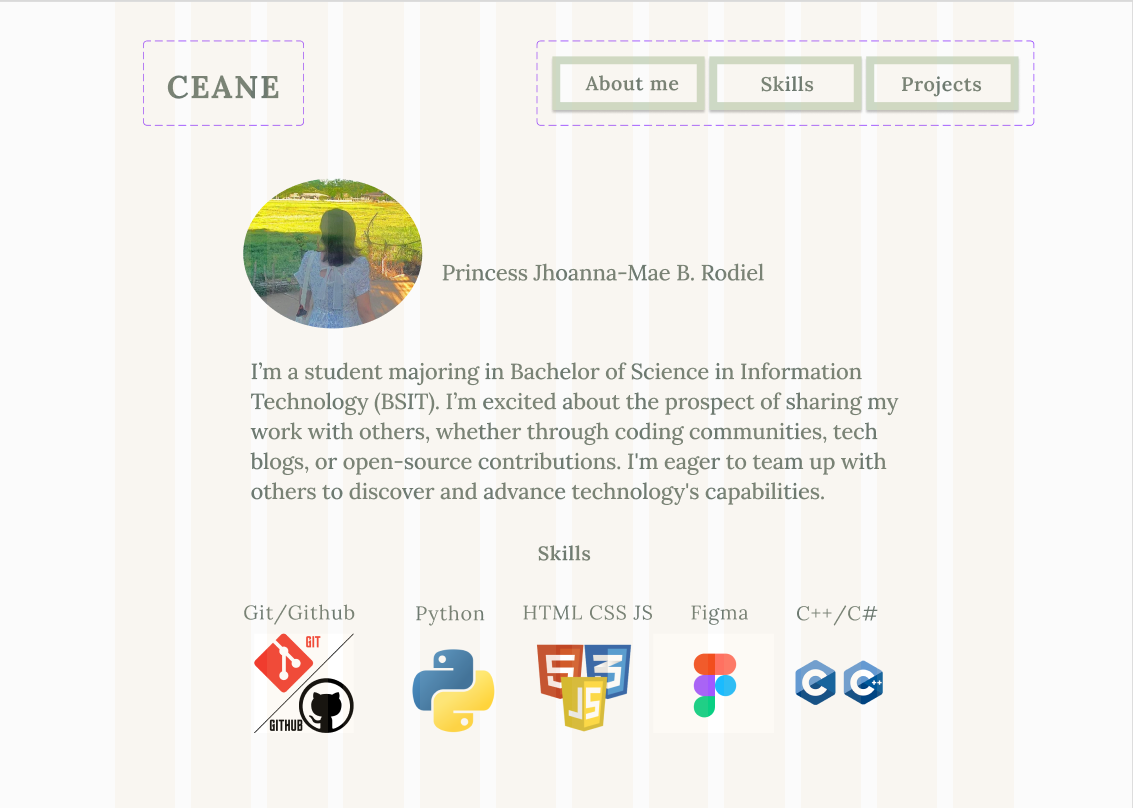 CEANE
About me
Skills
Projects
Princess Jhoanna-Mae B. Rodiel
I’m a student majoring in Bachelor of Science in Information
Technology (BSIT). I’m excited about the prospect of sharing my
work with others, whether through coding communities, tech
blogs, or open-source contributions. I'm eager to team up with
others to discover and advance technology's capabilities.
Skills
Git/Github
Python
HTML CSS JS
Figma
C++/C#
GIT
GITHUB
5
3
JS
C
C++